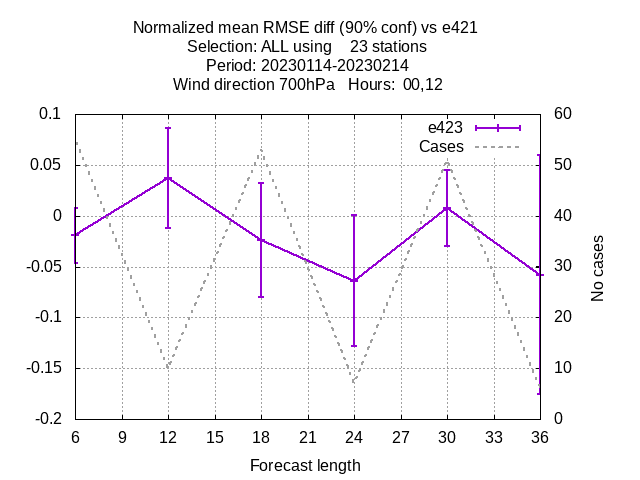 Normalized mean RMSE diff (90% conf) vs e421
Selection: ALL using    23 stations
Period: 20230114-20230214
Wind direction 700hPa   Hours:  00,12
0.1
0.05
0
-0.05
-0.1
-0.15
-0.2
e423
Cases
60
50
40
30
20
10
0
No cases
6 9 12 15 18 21 24 27 30 33 36
Forecast length